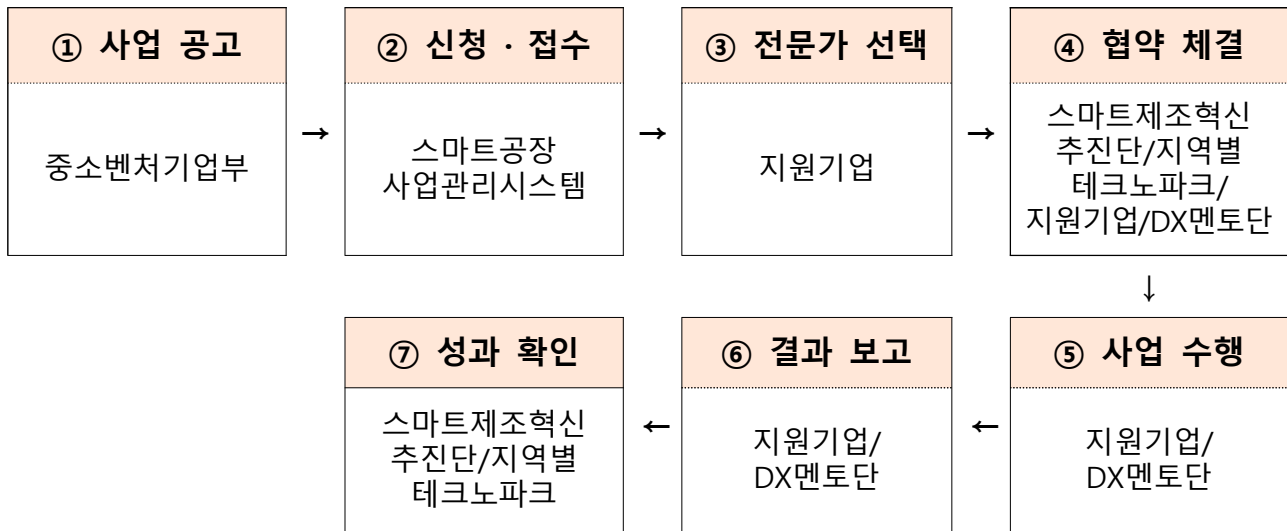 ① 사업 공고
중소벤처기업부
→
② 신청 · 접수
스마트공장
사업관리시스템
→
③ 전문가 선택
지원기업
→
④ 협약 체결
스마트제조혁신
추진단/지역별
테크노파크/
지원기업/DX멘토단
↓
⑤ 사업 수행
지원기업/
DX멘토단
←
⑥ 결과 보고
지원기업/
DX멘토단
←
⑦ 성과 확인
스마트제조혁신
추진단/지역별
테크노파크